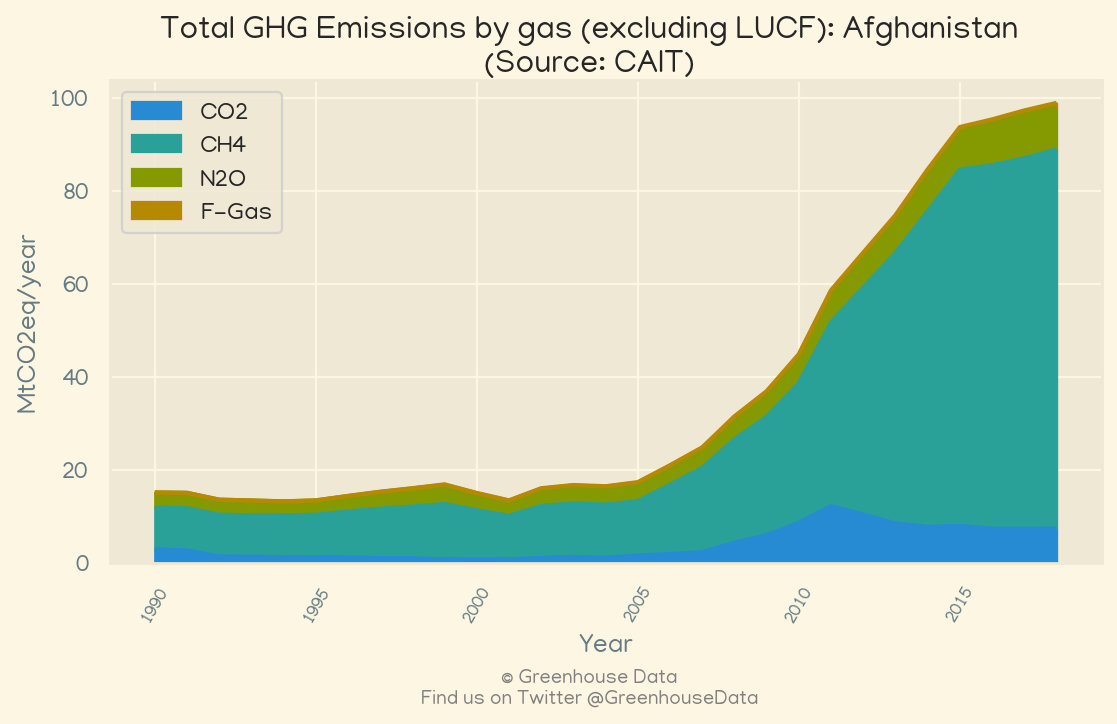 Total GHG Emissions by gas (excluding LUCF): Afghanistan
(Source: CAIT)
CO2
CH4
N2O
F-Gas
MtCO2eq/year
100
80
60
40
20
0
1990
1995
2000
2005
2010
2015
Year
© Greenhouse Data
Find us on Twitter @GreenhouseData